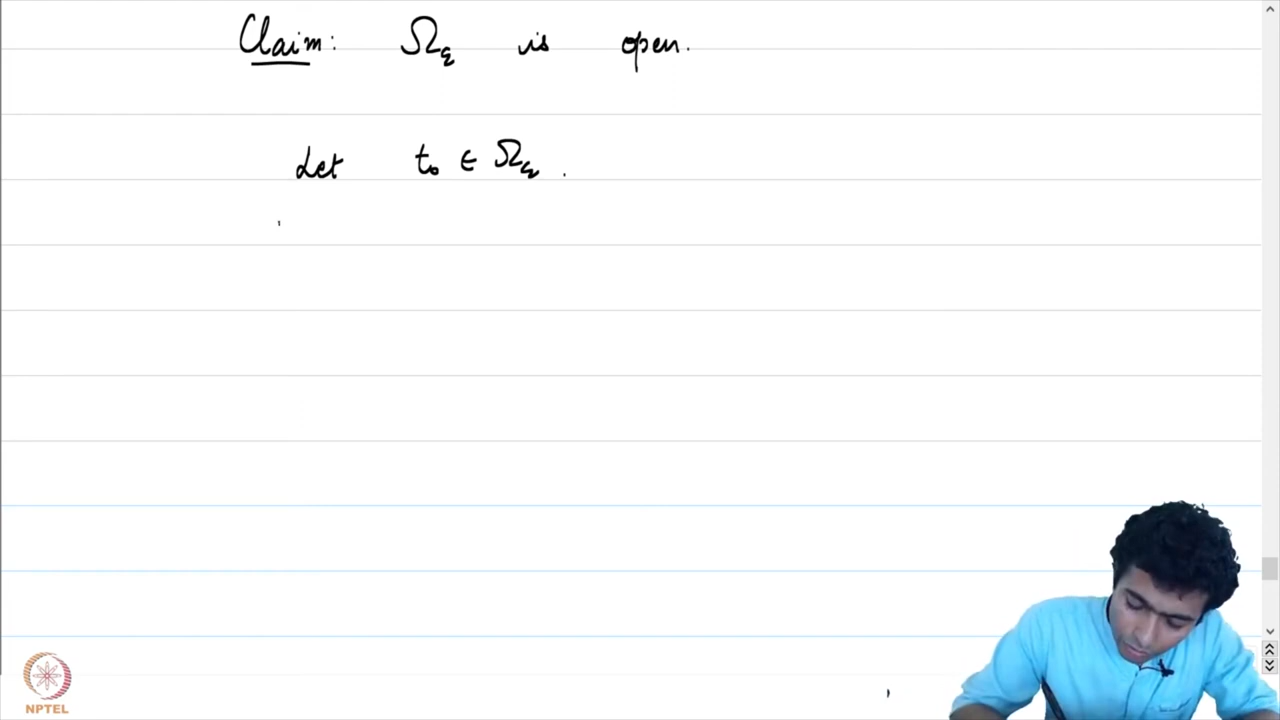 Claim: Ω_ε is open.
Let t₀ ∈ Ω_ε .
NPTEL